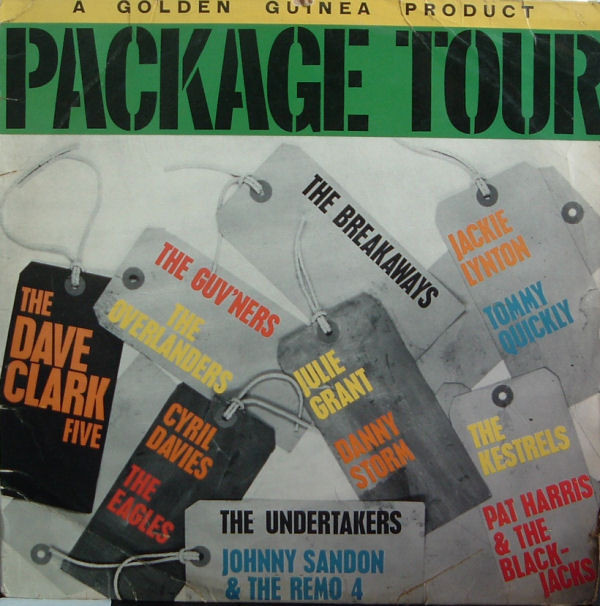 A GOLDEN GUINEA PRODUCT
PACKAGE TOUR
THE BREAKAWAYS
JACKIE
LYNTON
TOMMY
QUICKLY
THE GUV'NERS
THE
OVERLANDERS
THE
DAVE
CLARK
FIVE
JULIE
GRANT
DANNY
STORM
CYRIL
DAVIES
THE
EAGLES
THE
KESTRELS
PAT HARRIS
& THE
BLACK-
JACKS
THE UNDERTAKERS
JOHNNY SANDON
& THE REMO 4